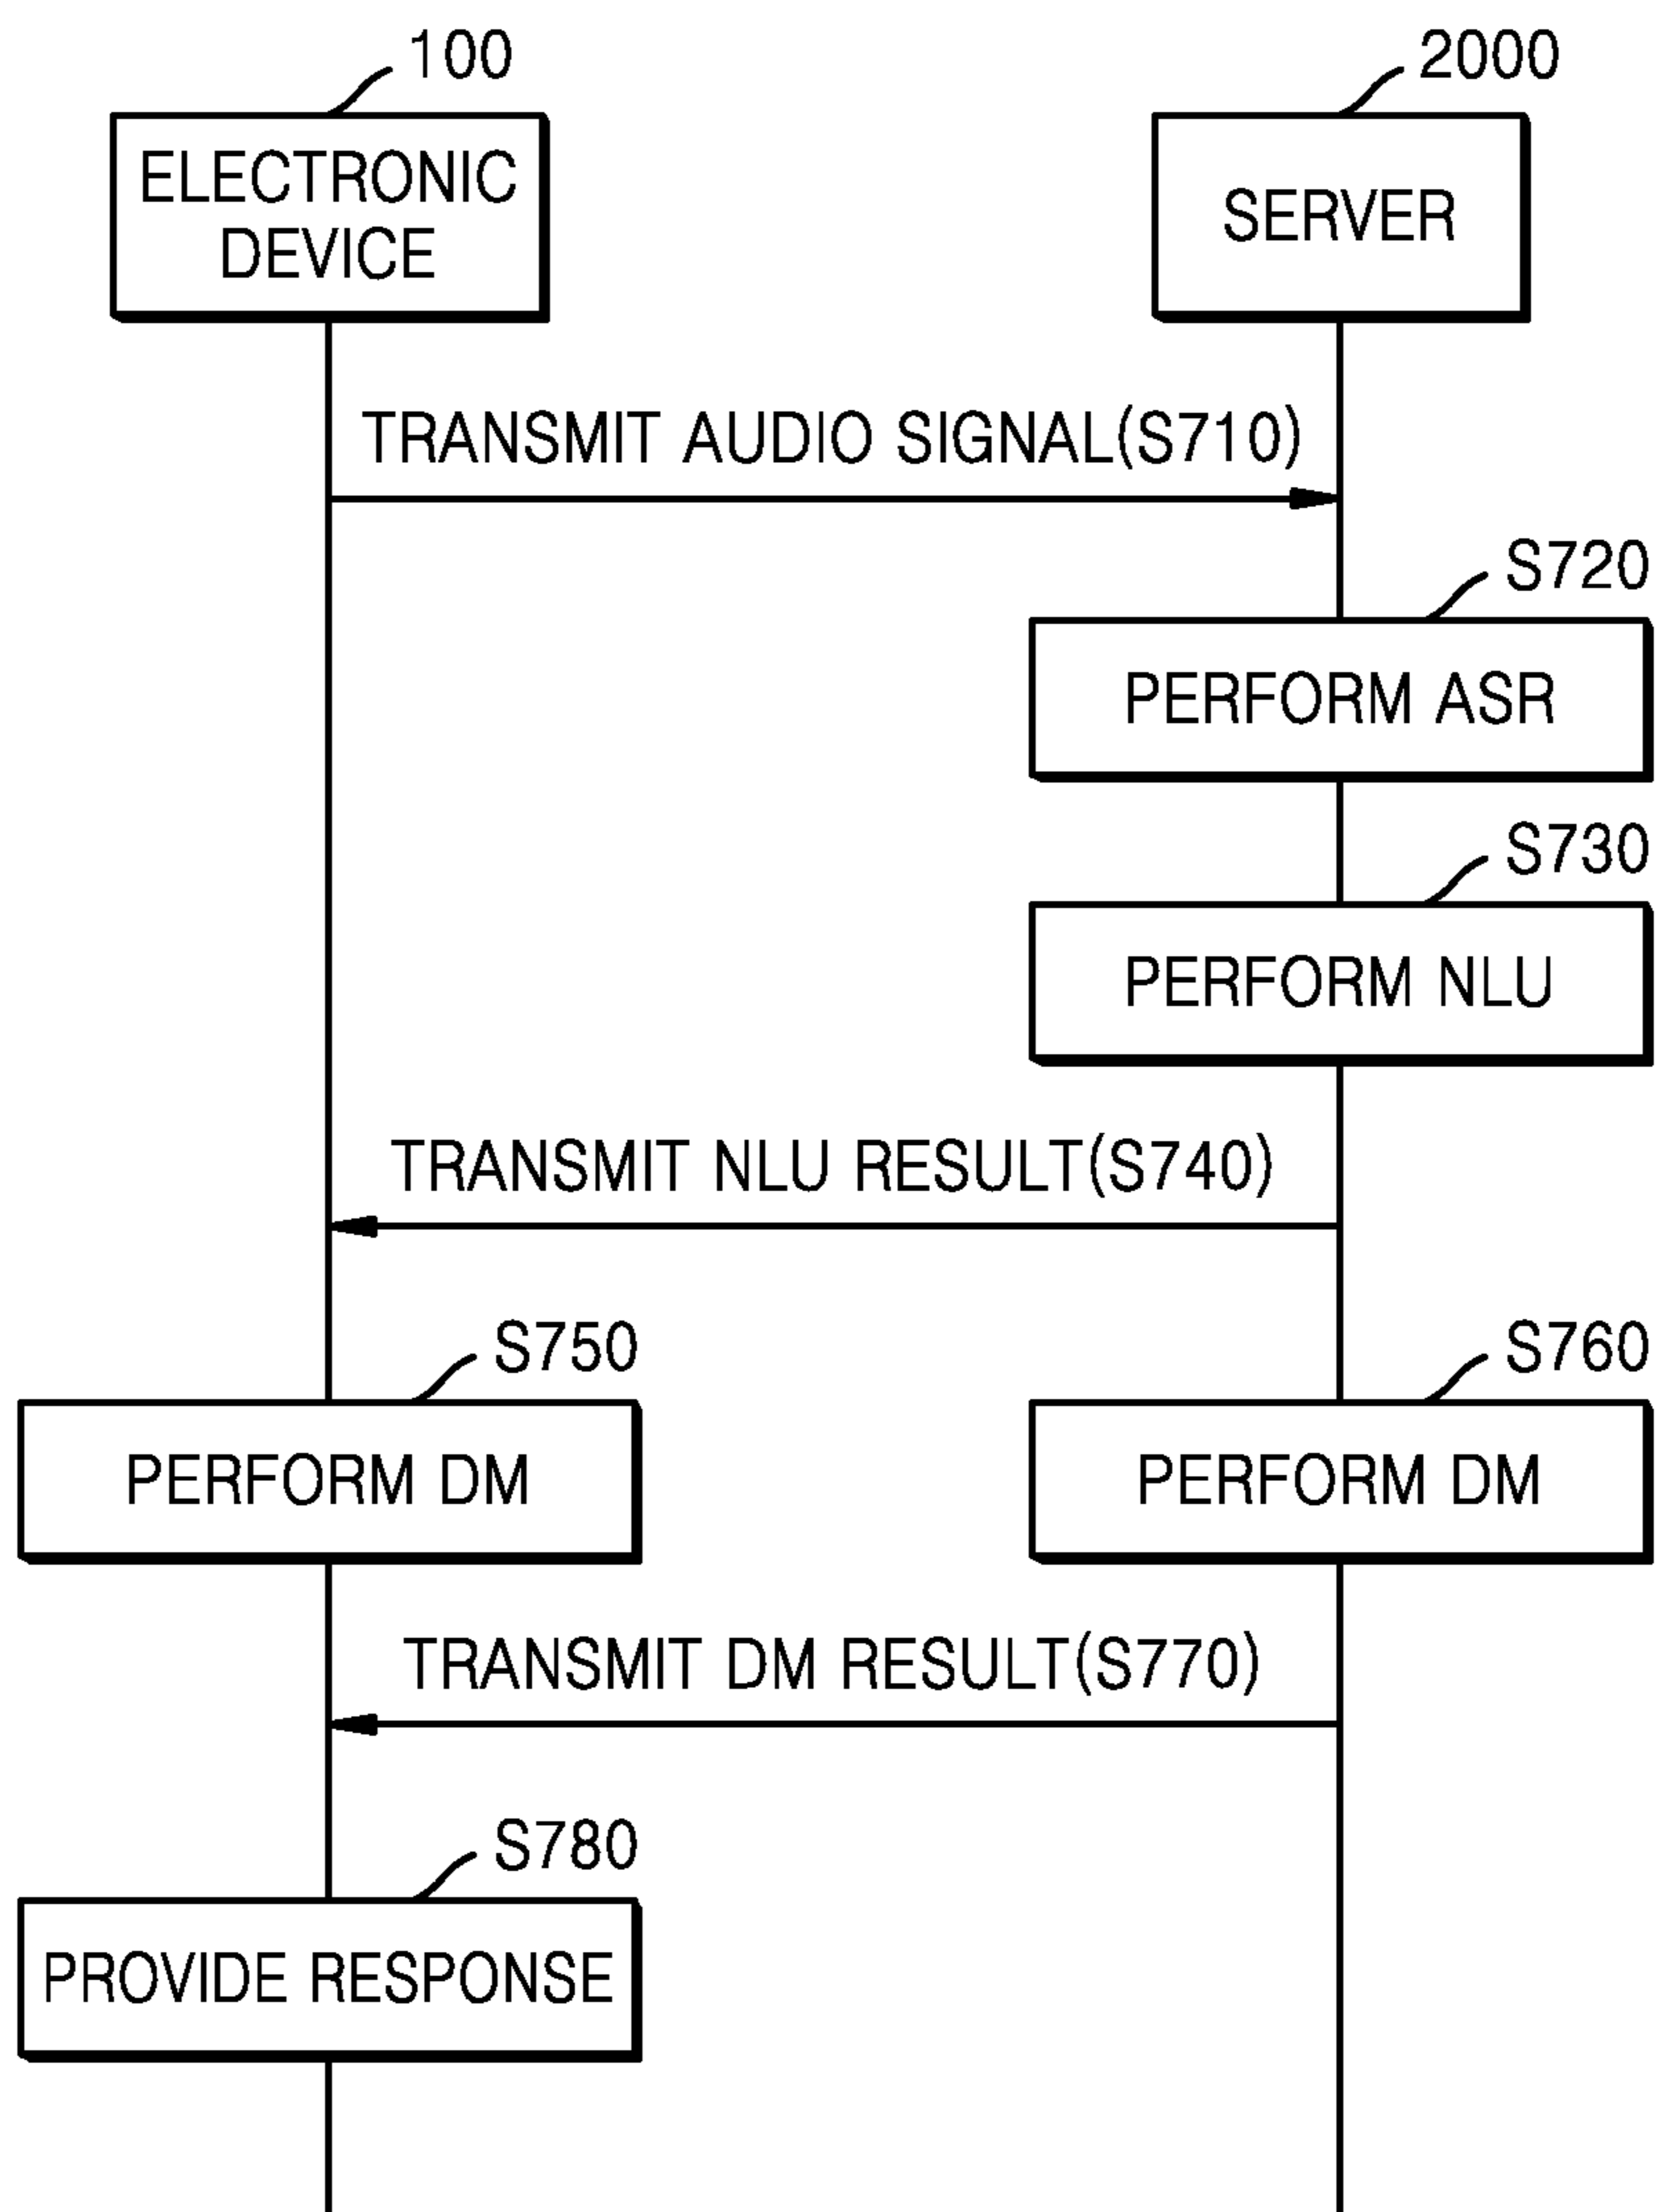 100
2000
ELECTRONIC
DEVICE
SERVER
TRANSMIT AUDIO SIGNAL(S710)
S720
PERFORM ASR
S730
PERFORM NLU
TRANSMIT NLU RESULT(S740)
S750
S760
PERFORM DM
PERFORM DM
TRANSMIT DM RESULT(S770)
S780
PROVIDE RESPONSE